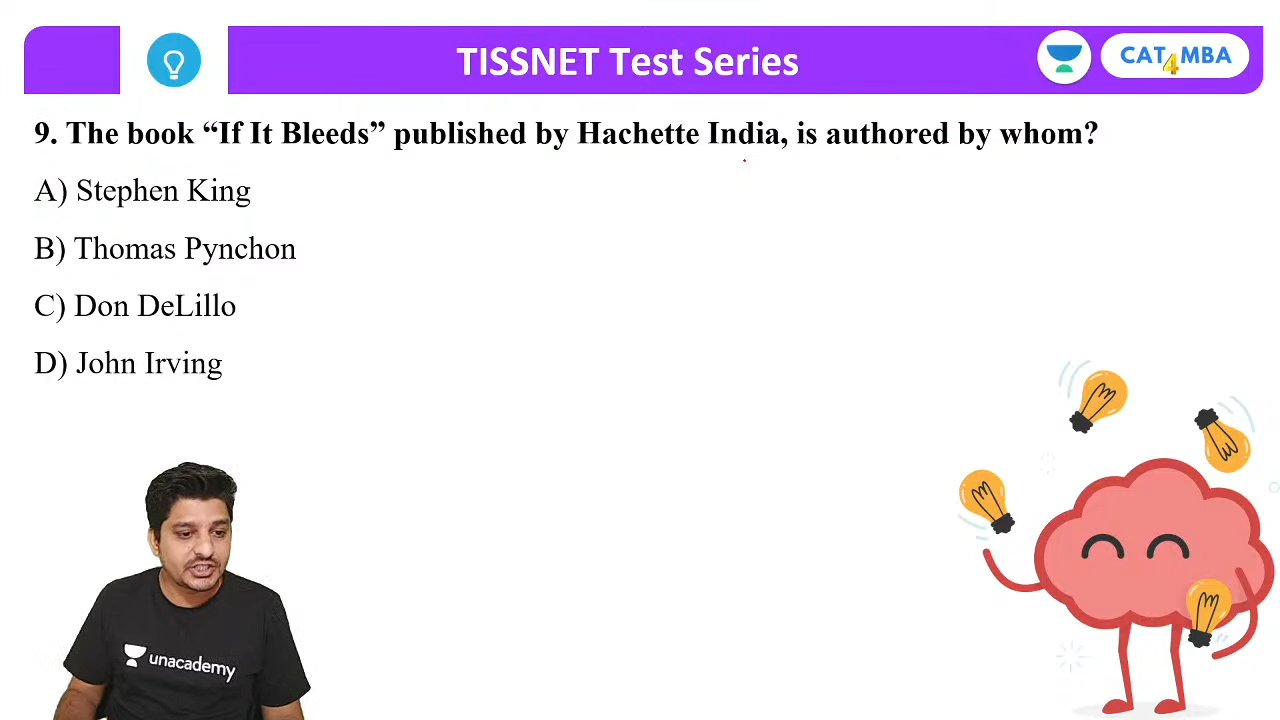 TISSNET Test Series
CAT4MBA
9. The book “If It Bleeds” published by Hachette India, is authored by whom?
A) Stephen King
B) Thomas Pynchon
C) Don DeLillo
D) John Irving
unacademy